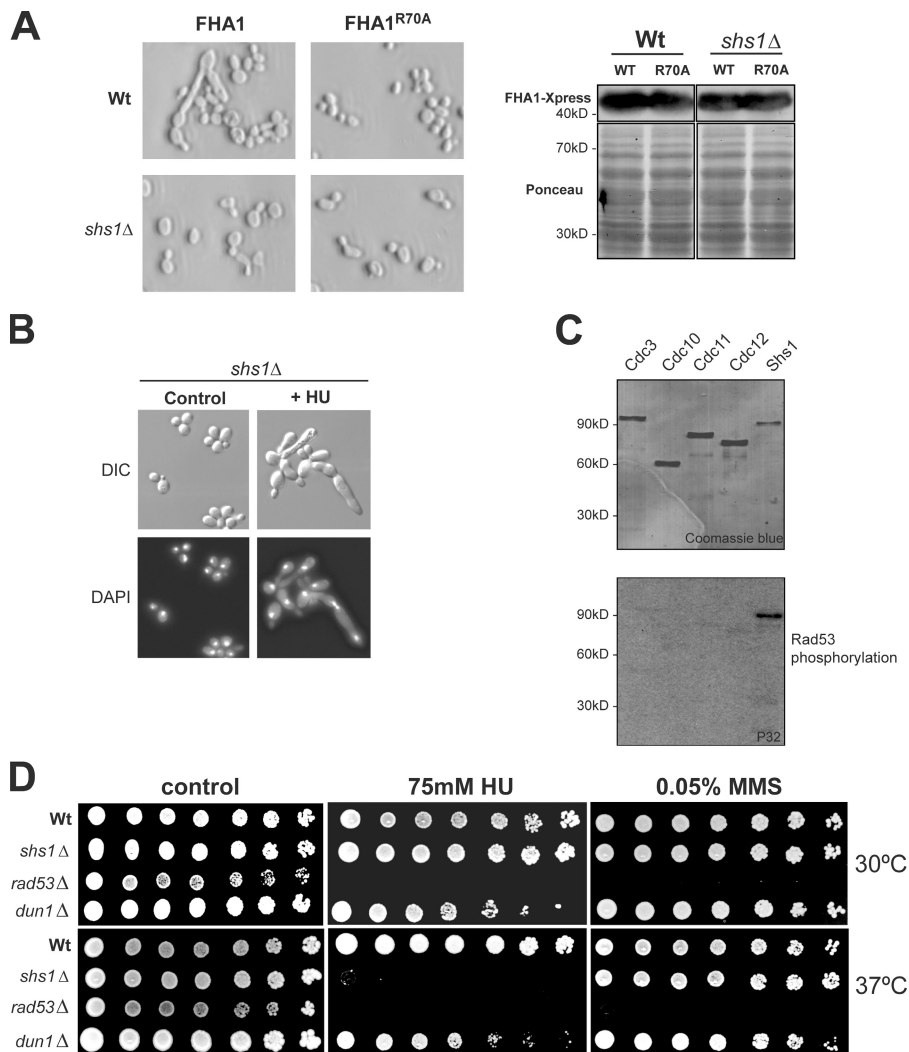 A
FHA1 FHA1R70A
Wt shs1Δ
WT R70A WT R70A
Wt
FHA1-Xpress
40kD -
70kD -
Ponceau
30kD -
shs1Δ
B
shs1Δ
Control + HU
DIC
DAPI
C
Cdc3 Cdc10 Cdc11 Cdc12 Shs1
90kD
60kD
30kD
Coomassie blue
90kD
60kD
30kD
Rad53
phosphorylation
P32
D
control 75mM HU 0.05% MMS
Wt
shs1Δ
rad53Δ
dun1Δ
30ºC
Wt
shs1Δ
rad53Δ
dun1Δ
37ºC